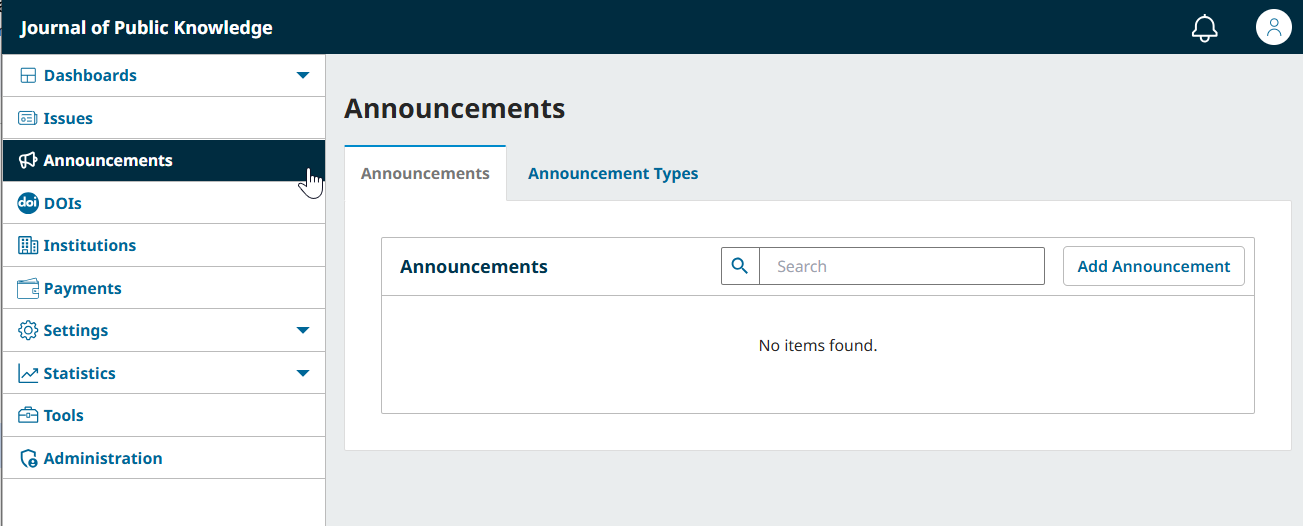 Journal of Public Knowledge
Dashboards
Issues
Announcements
DOIs
Institutions
Payments
Settings
Statistics
Tools
Administration
Announcements
Announcements Announcement Types
Announcements Search Add Announcement
No items found.